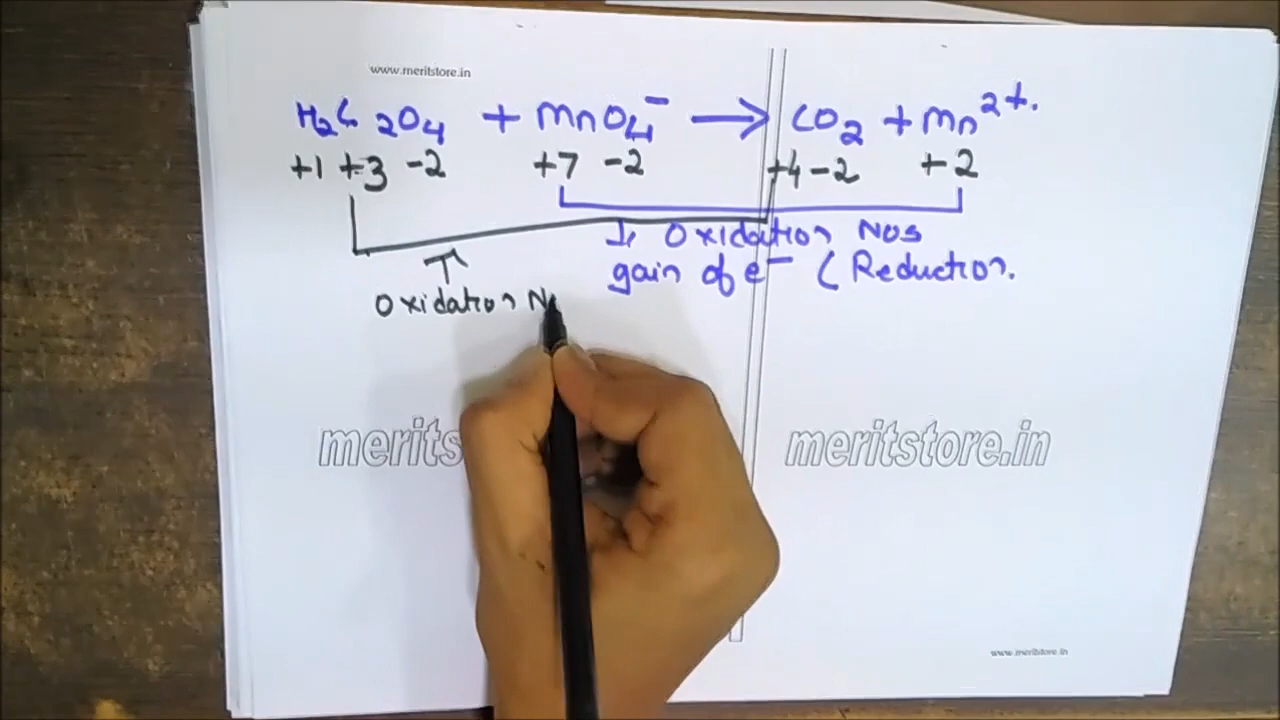 www.meritstore.in
H₂C₂O₄ + MnO₄⁻ → CO₂ + Mn²⁺.
+1 +3 -2 +7 -2 +4 -2 +2
↓ Oxidation Nos
gain of e⁻ (Reduction.
↑
Oxidation N
merits
meritstore.in
www.meritstore.in